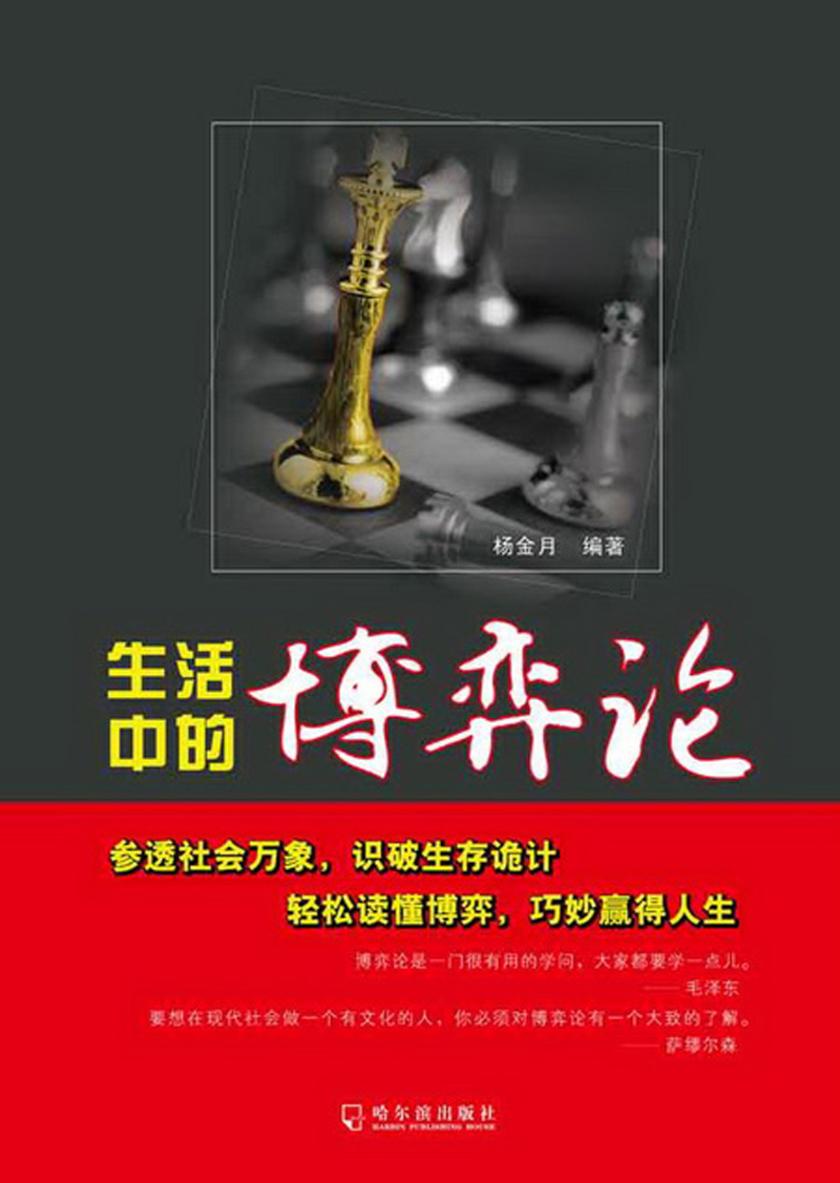 杨金月 编著
生活
中的
博弈论
参透社会万象，识破生存诡计
轻松读懂博弈，巧妙赢得人生
博弈论是一门很有用的学问，大家都要学一点儿。
——毛泽东
要想在现代社会做一个有文化的人，你必须对博弈论有一个大致的了解。
——萨缪尔森
哈尔滨出版社
HARBIN PUBLISHING HOUSE